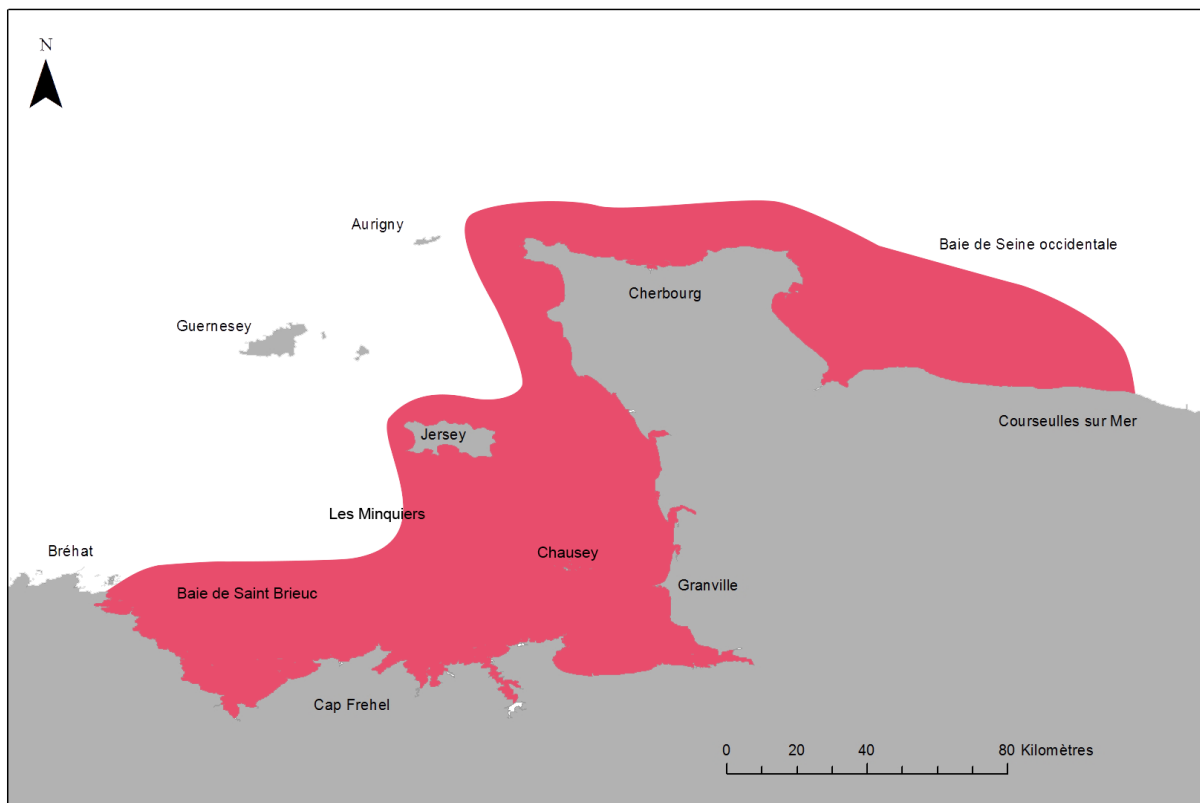 N
Aurigny
Baie de Seine occidentale
Cherbourg
Guernesey
Courseulles sur Mer
Jersey
Les Minquiers
Bréhat
Chausey
Granville
Baie de Saint Brieuc
Cap Frehel
0 20 40 80 Kilomètres